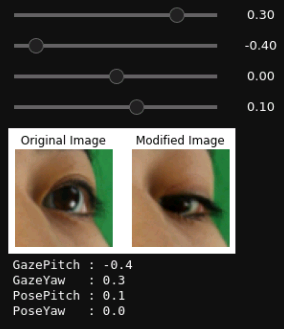 0.30
-0.40
0.00
0.10
Original Image Modified Image
GazePitch : -0.4
GazeYaw   : 0.3
PosePitch : 0.1
PoseYaw   : 0.0